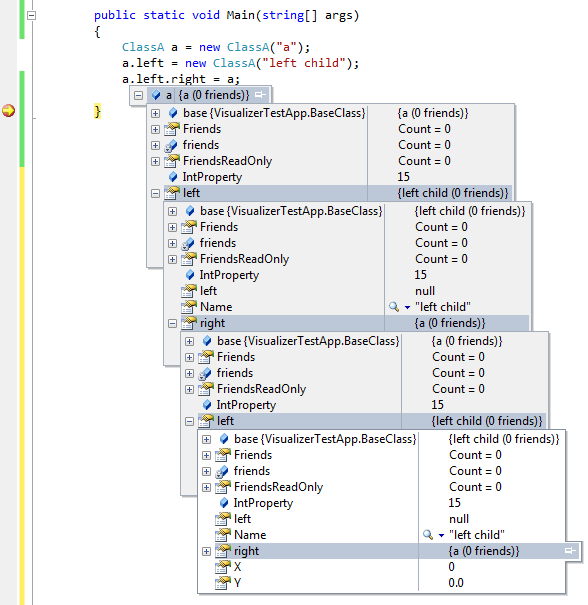 public static void Main(string[] args)
{
ClassA a = new ClassA("a");
a.left = new ClassA("left child");
a.left.right = a;
a {a (0 friends)}
}
base {VisualizerTestApp.BaseClass} {a (0 friends)}
Friends Count = 0
friends Count = 0
FriendsReadOnly Count = 0
IntProperty 15
left {left child (0 friends)}
base {VisualizerTestApp.BaseClass} {left child (0 friends)}
Friends Count = 0
friends Count = 0
FriendsReadOnly Count = 0
IntProperty 15
left null
Name "left child"
right {a (0 friends)}
base {VisualizerTestApp.BaseClass} {a (0 friends)}
Friends Count = 0
friends Count = 0
FriendsReadOnly Count = 0
IntProperty 15
left {left child (0 friends)}
base {VisualizerTestApp.BaseClass} {left child (0 friends)}
Friends Count = 0
friends Count = 0
FriendsReadOnly Count = 0
IntProperty 15
left null
Name "left child"
right {a (0 friends)}
X 0
Y 0.0